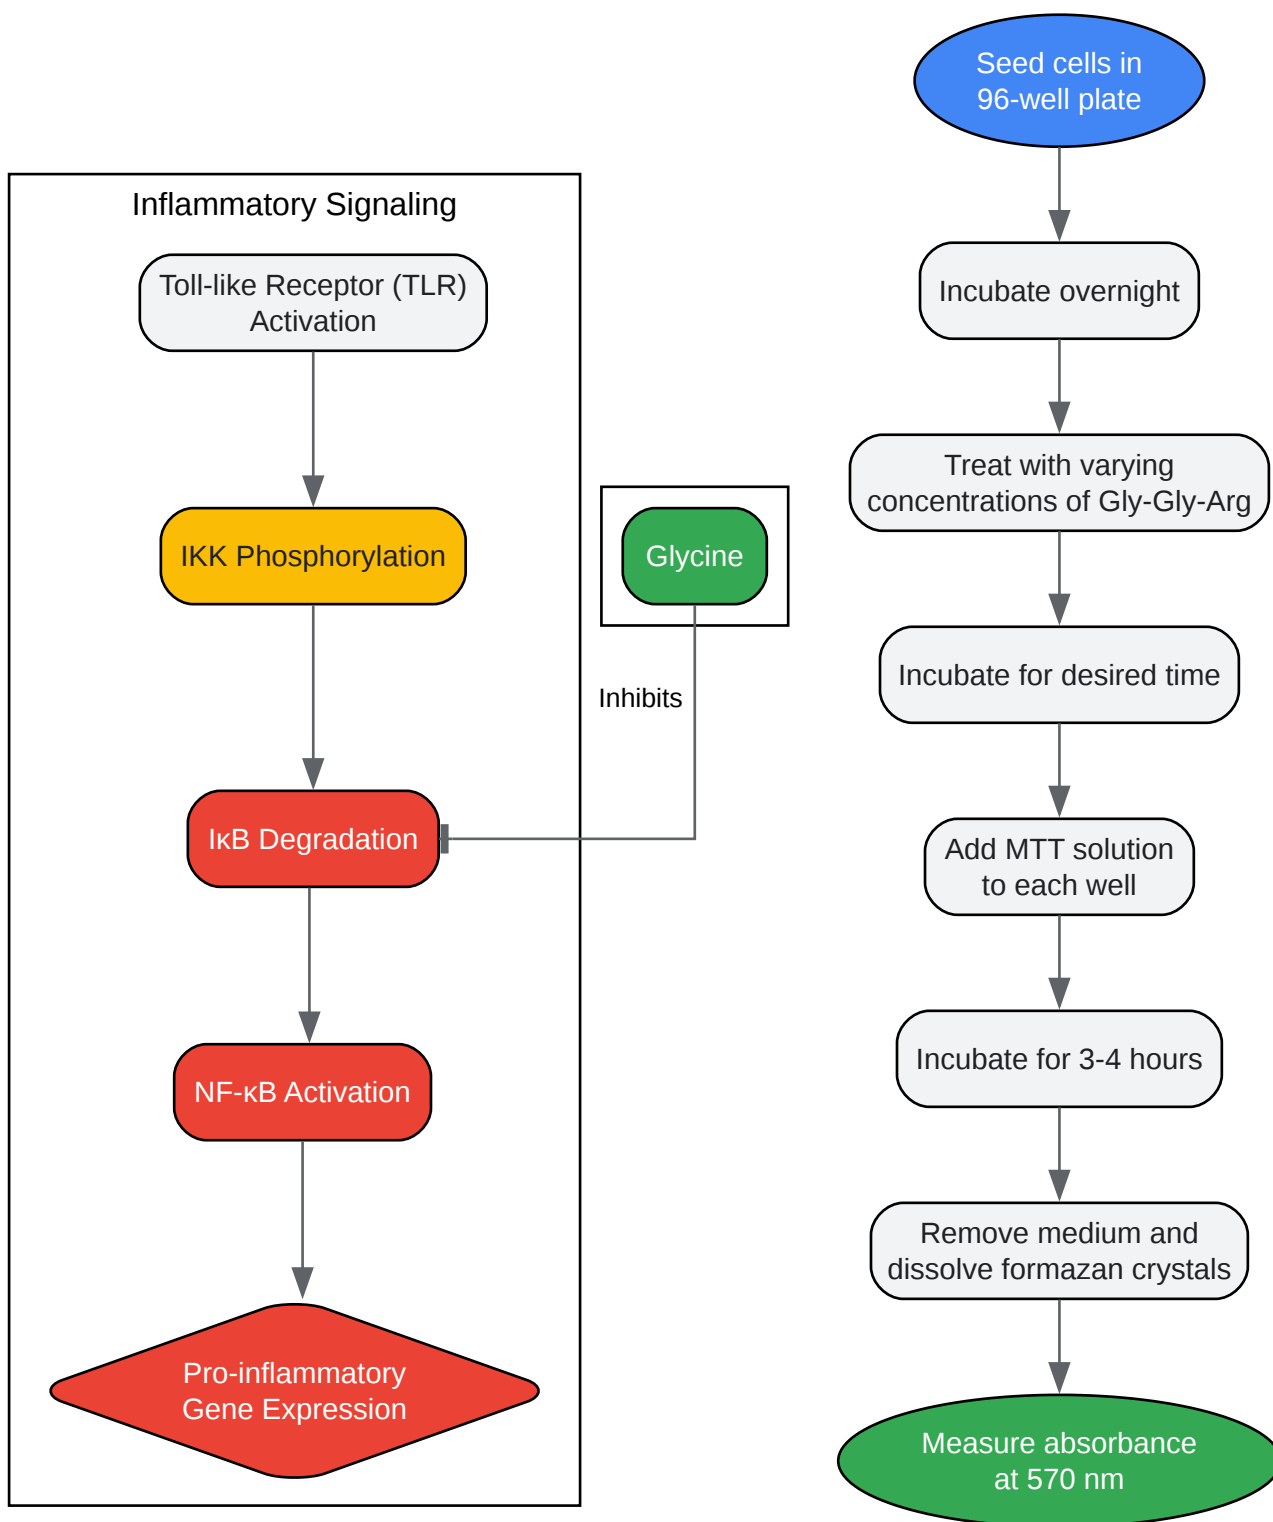 Inflammatory Signaling
Toll-like Receptor (TLR)
Activation
IKK Phosphorylation
Glycine
Inhibits
IκB Degradation
NF-κB Activation
Pro-inflammatory
Gene Expression
Seed cells in
96-well plate
Incubate overnight
Treat with varying
concentrations of Gly-Gly-Arg
Incubate for desired time
Add MTT solution
to each well
Incubate for 3-4 hours
Remove medium and
dissolve formazan crystals
Measure absorbance
at 570 nm